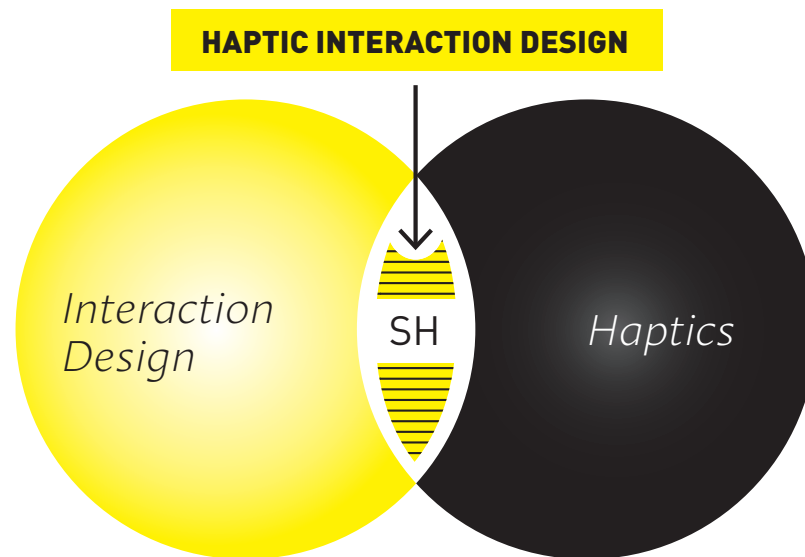 HAPTIC INTERACTION DESIGN
Interaction
Design
SH
Haptics